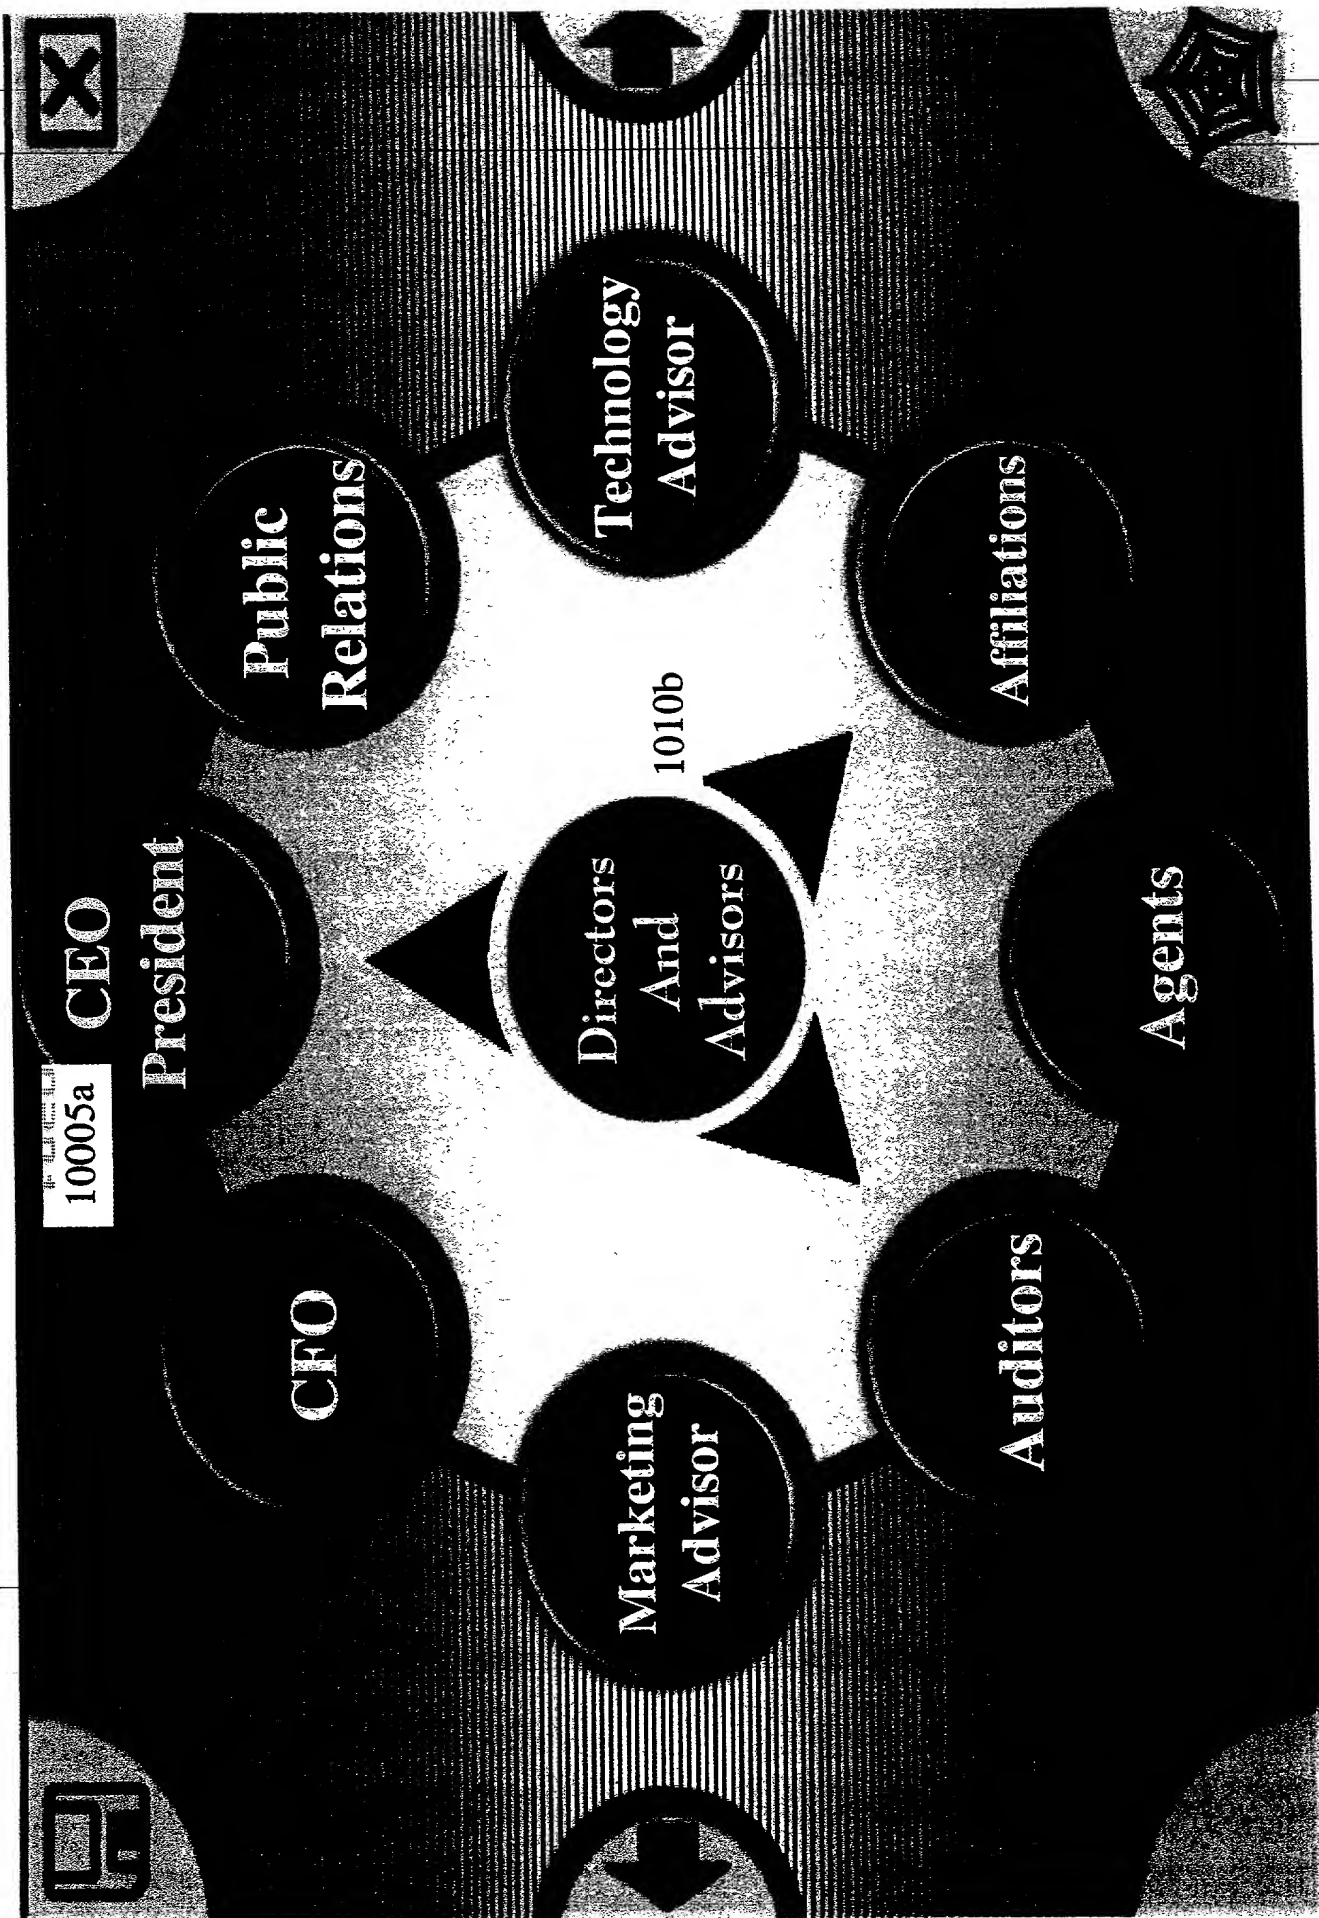 10005a
CEO
President
CFO
Public
Relations
Marketing
Advisor
Directors
And
Advisors
1010b
Technology
Advisor
Auditors
Affiliations
Agents